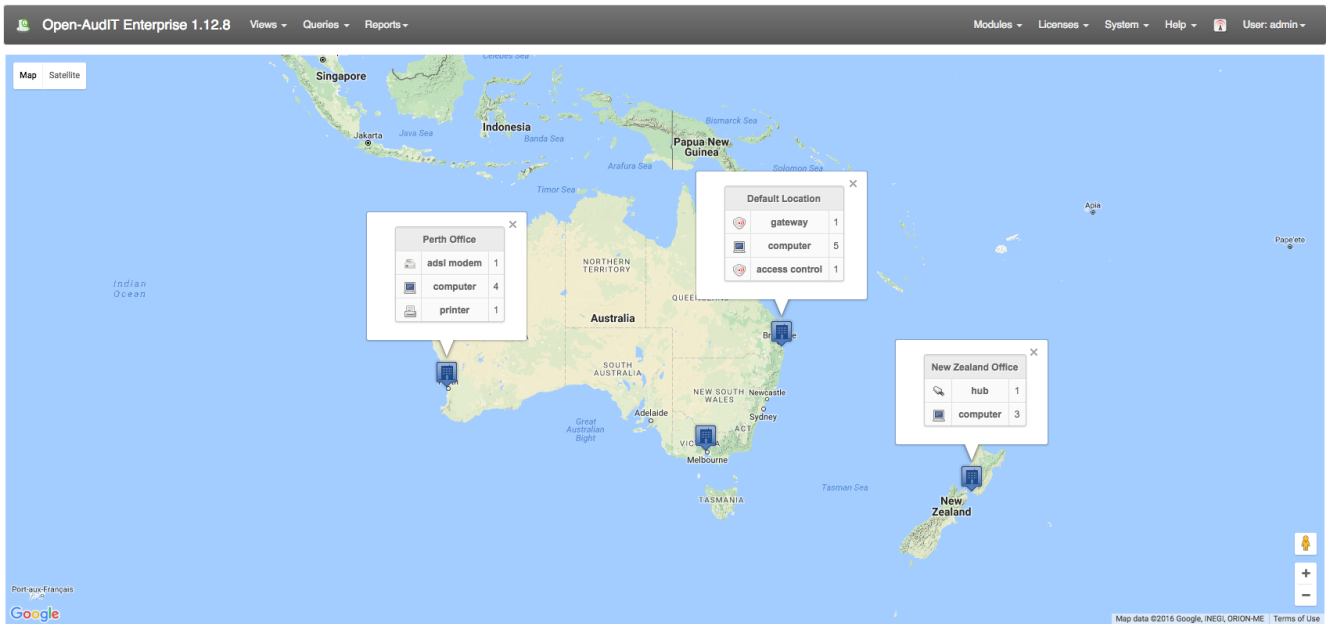 Open-AudIT Enterprise 1.12.8 Views Queries Reports Modules Licenses System Help User: admin
Map Satellite
Celebes Sea
Singapore
Indonesia
Bismarck Sea
Jakarta
Java Sea
Banda Sea
Papua New
Guinea
Arafura Sea
Solomon Sea
Timor Sea
Apia
Pape'ete
Default Location
gateway 1
computer 5
access control 1
Perth Office
adsl modem 1
computer 4
printer 1
Indian
Ocean
NORTHERN
TERRITORY
Australia
SOUTH
AUSTRALIA
NEW SOUTH
WALES
Newcastle
Adelaide
Sydney
Great
Australian
Bight
ACT
Melbourne
New Zealand Office
hub 1
computer 3
Tasman Sea
TASMANIA
New
Zealand
Port-aux-Français
Google
Map data ©2016 Google, INEGI, ORION-ME Terms of Use